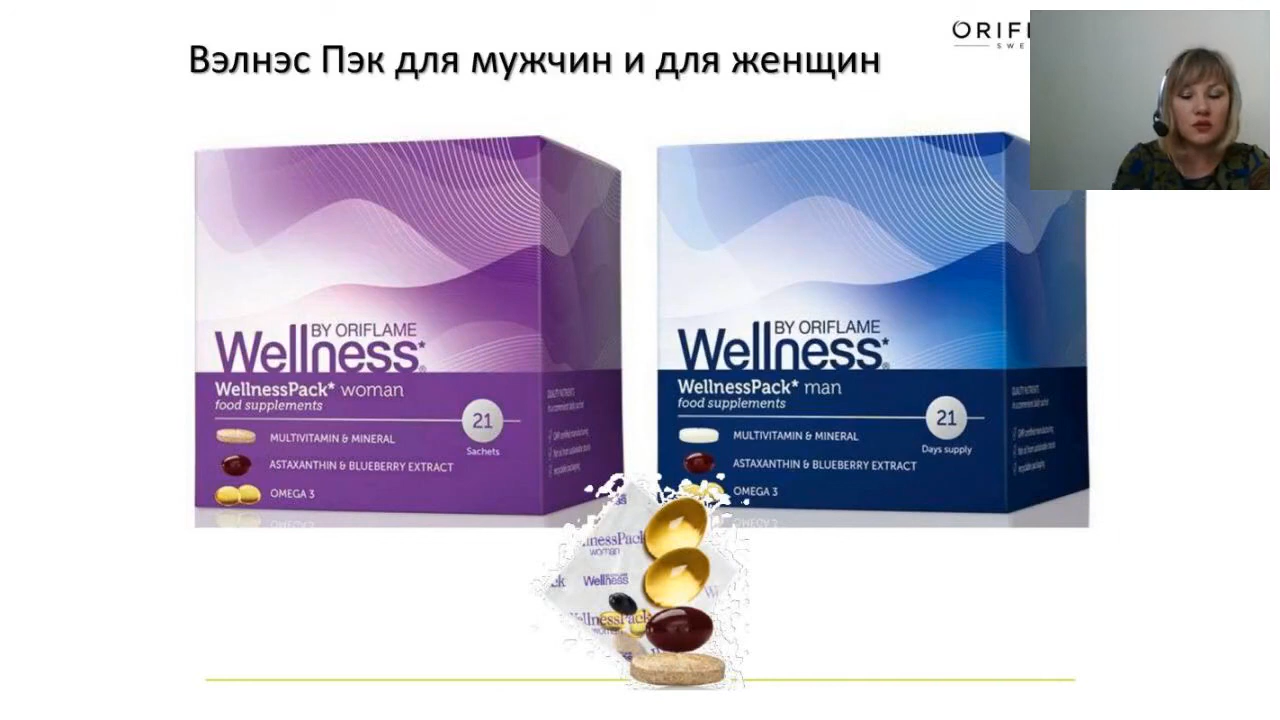 Вэлнэс Пэк для мужчин и для женщин
ORIFL
SWE
BY ORIFLAME
Wellness*
WellnessPack* woman
food supplements
21
Sachets
MULTIVITAMIN & MINERAL
ASTAXANTHIN & BLUEBERRY EXTRACT
OMEGA 3
BY ORIFLAME
Wellness*
WellnessPack* man
food supplements
21
Days supply
MULTIVITAMIN & MINERAL
ASTAXANTHIN & BLUEBERRY EXTRACT
OMEGA 3
woman
Wellness